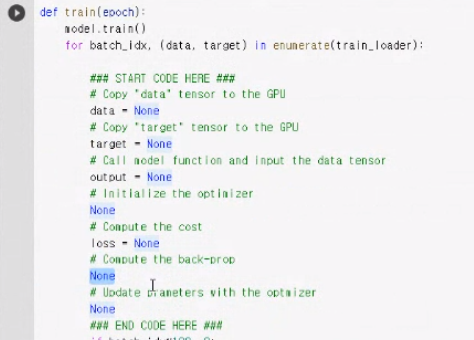 def train(epoch):
model.train()
for batch_idx, (data, target) in enumerate(train_loader):
### START CODE HERE ###
# Copy "data" tensor to the GPU
data = None
# Copy "target" tensor to the GPU
target = None
# Call model function and input the data tensor
output = None
# Initialize the optimizer
None
# Compute the cost
loss = None
# Compute the back-prop
None
# Update prameters with the optmizer
None
### END CODE HERE ###